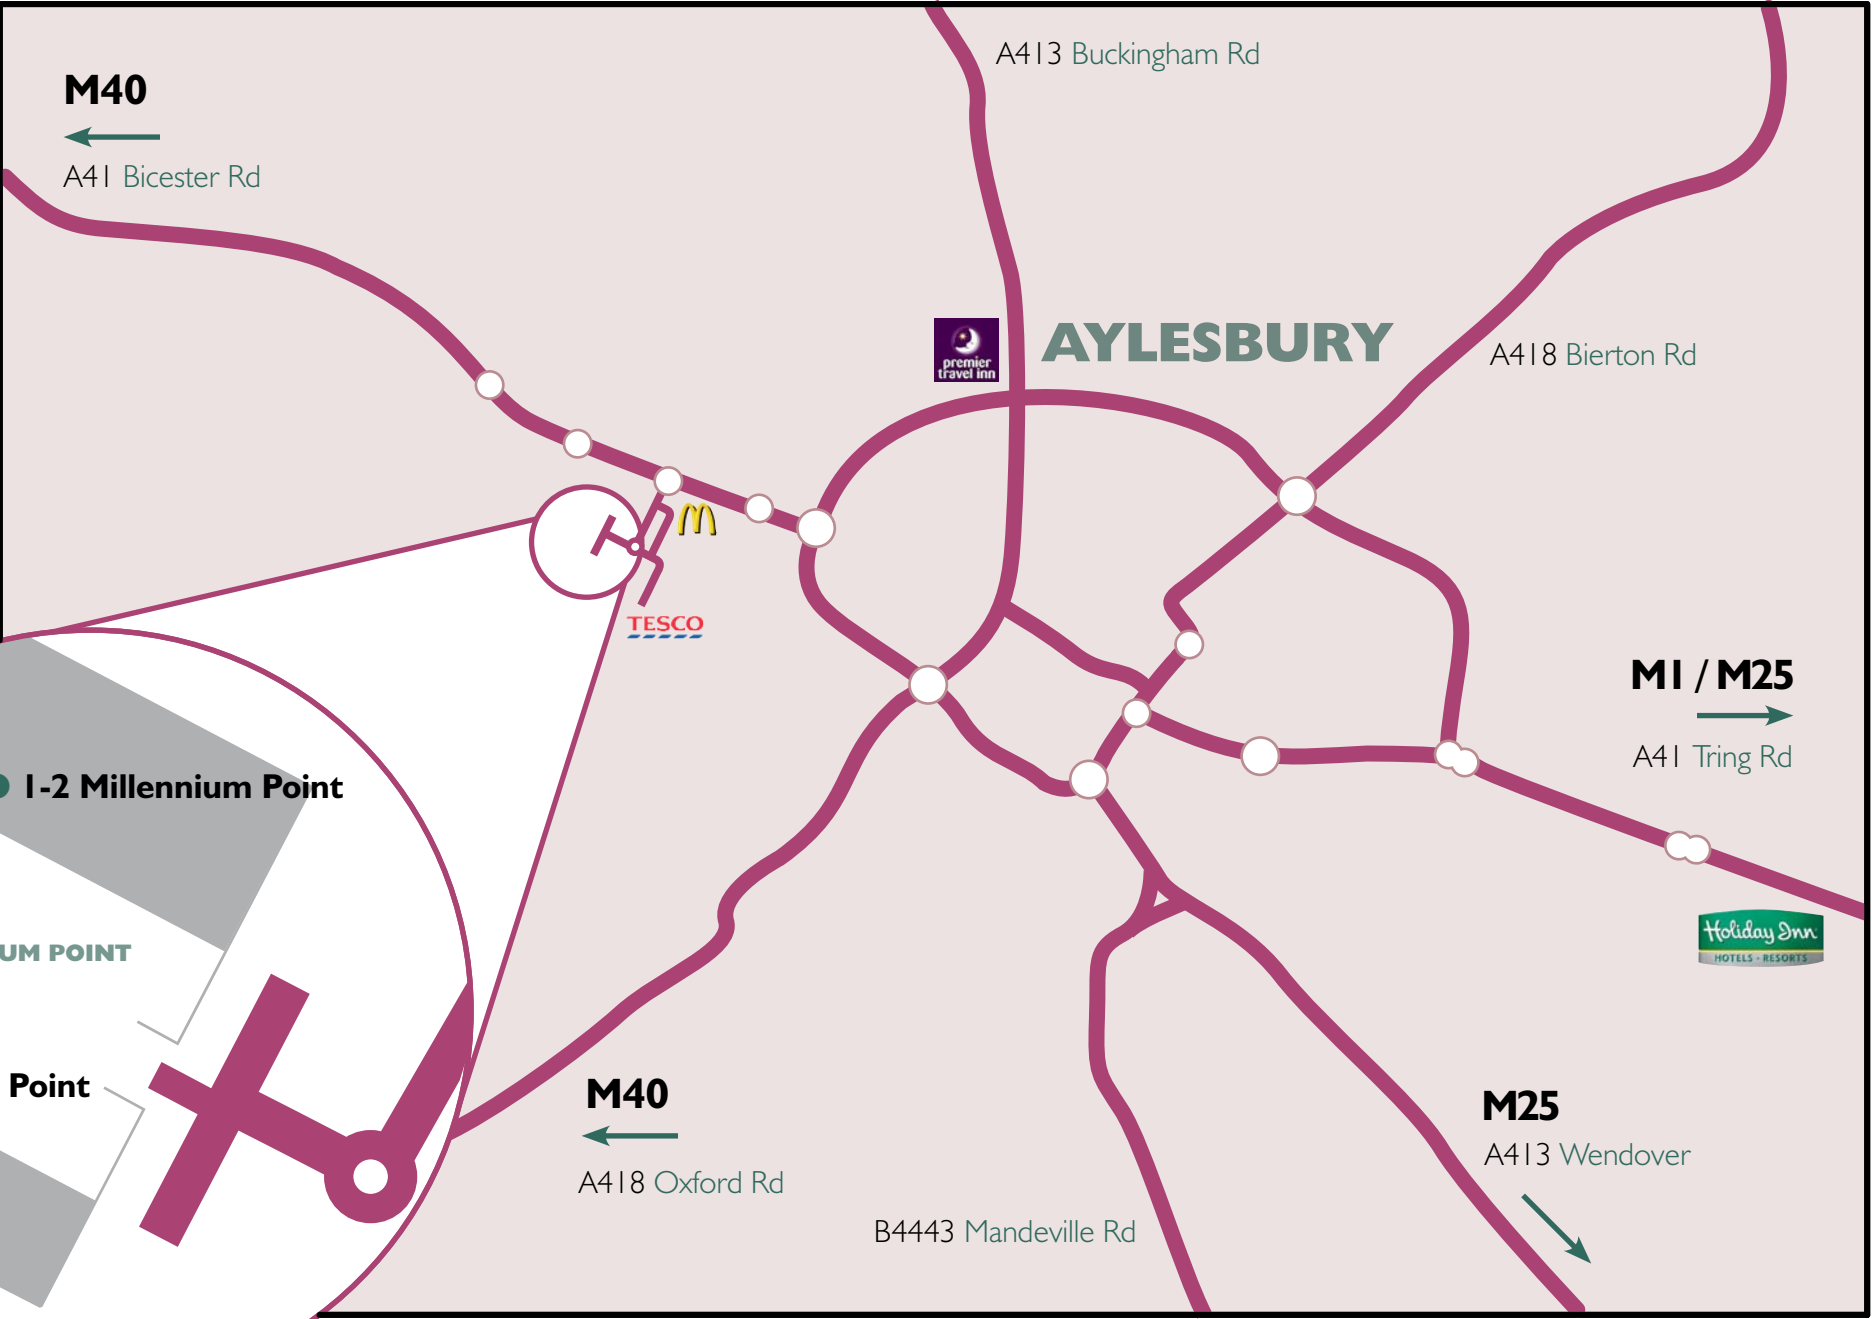 A413 Buckingham Rd
M40
A41 Bicester Rd
premier
travel inn
AYLESBURY
A418 Bierton Rd
TESCO
M1 / M25
A41 Tring Rd
1-2 Millennium Point
Holiday Inn
HOTELS · RESORTS
UM POINT
Point
M40
A418 Oxford Rd
M25
A413 Wendover
B4443 Mandeville Rd